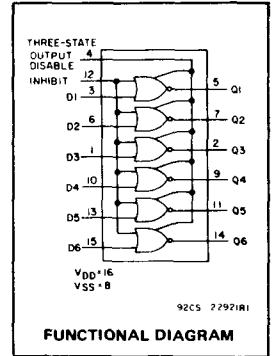 THREE-STATE
OUTPUT 4
DISABLE
INHIBIT 12
D1 3 5 Q1
D2 6 7 Q2
D3 1 2 Q3
D4 10 9 Q4
D5 13 11 Q5
D6 15 14 Q6
VDD=16
VSS=8
92CS 22921R1
FUNCTIONAL DIAGRAM